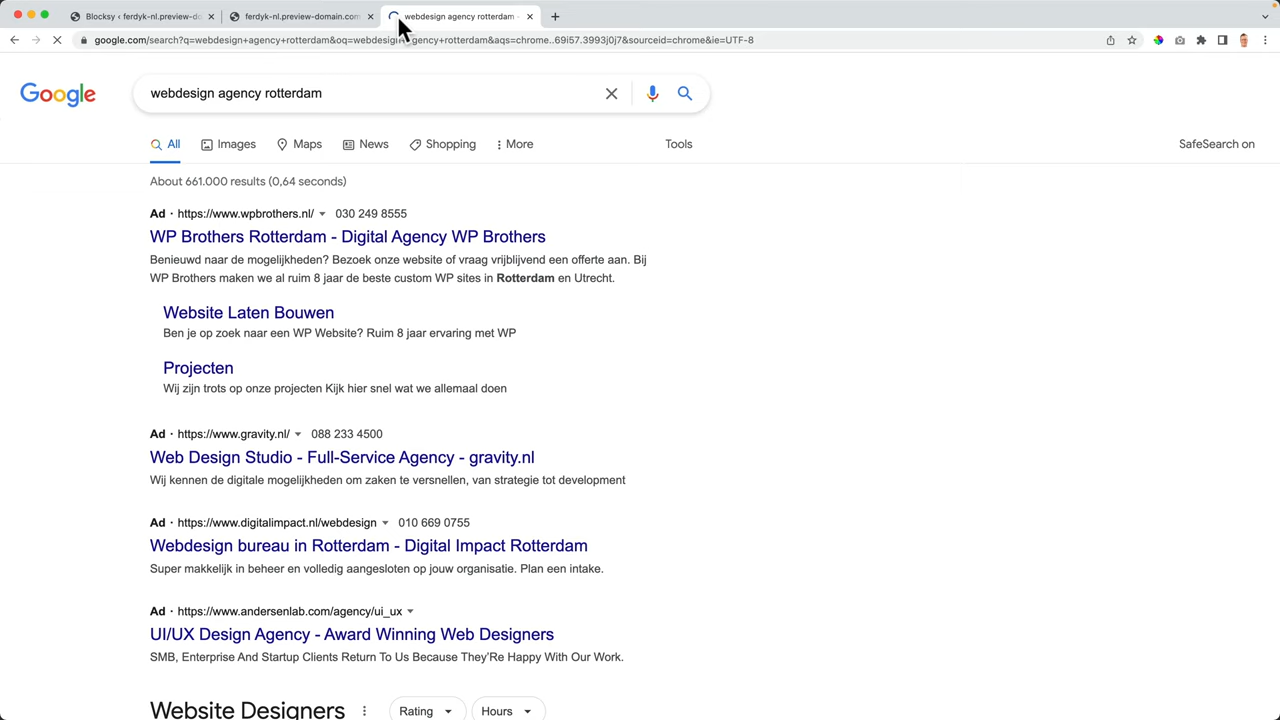 Blocksy ‹ ferdyk-nl.preview-do
ferdyk-nl.preview-domain.com
webdesign agency rotterdam -
google.com/search?q=webdesign+agency+rotterdam&oq=webdesign+agency+rotterdam&aqs=chrome..69i57.3993j0j7&sourceid=chrome&ie=UTF-8
Google
webdesign agency rotterdam
All
Images
Maps
News
Shopping
More
Tools
SafeSearch on
About 661.000 results (0,64 seconds)
Ad · https://www.wpbrothers.nl/ 030 249 8555
WP Brothers Rotterdam - Digital Agency WP Brothers
Benieuwd naar de mogelijkheden? Bezoek onze website of vraag vrijblijvend een offerte aan. Bij
WP Brothers maken we al ruim 8 jaar de beste custom WP sites in Rotterdam en Utrecht.
Website Laten Bouwen
Ben je op zoek naar een WP Website? Ruim 8 jaar ervaring met WP
Projecten
Wij zijn trots op onze projecten Kijk hier snel wat we allemaal doen
Ad · https://www.gravity.nl/ 088 233 4500
Web Design Studio - Full-Service Agency - gravity.nl
Wij kennen de digitale mogelijkheden om zaken te versnellen, van strategie tot development
Ad · https://www.digitalimpact.nl/webdesign 010 669 0755
Webdesign bureau in Rotterdam - Digital Impact Rotterdam
Super makkelijk in beheer en volledig aangesloten op jouw organisatie. Plan een intake.
Ad · https://www.andersenlab.com/agency/ui_ux
UI/UX Design Agency - Award Winning Web Designers
SMB, Enterprise And Startup Clients Return To Us Because They'Re Happy With Our Work.
Website Designers
Rating
Hours